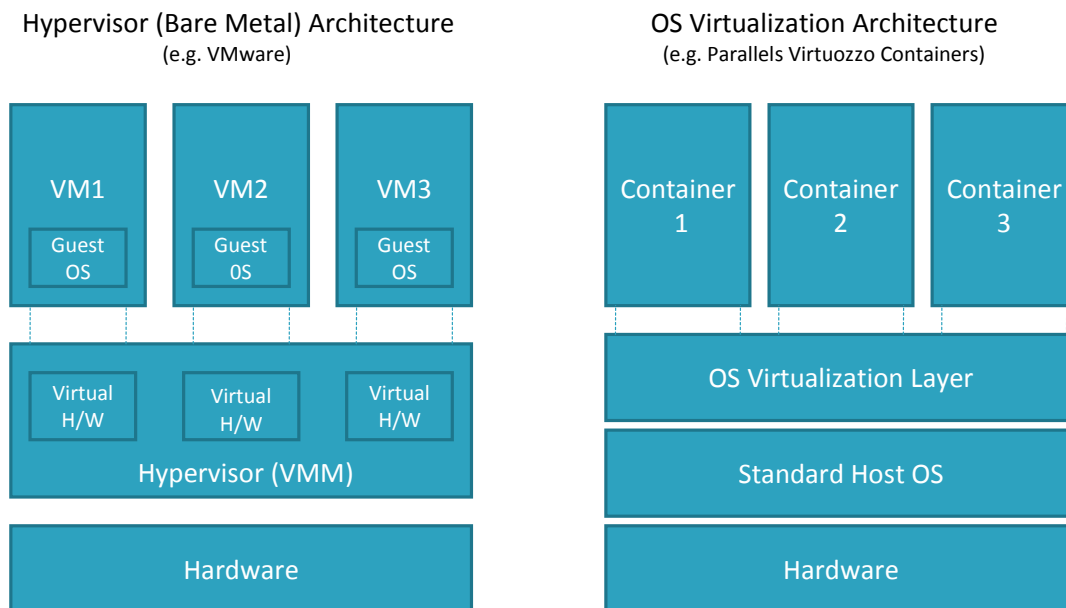 Hypervisor (Bare Metal) Architecture
(e.g. VMware)
VM1
Guest
OS
VM2
Guest
0S
VM3
Guest
OS
Virtual
H/W
Virtual
H/W
Virtual
H/W
Hypervisor (VMM)
Hardware
OS Virtualization Architecture
(e.g. Parallels Virtuozzo Containers)
Container
1
Container
2
Container
3
OS Virtualization Layer
Standard Host OS
Hardware